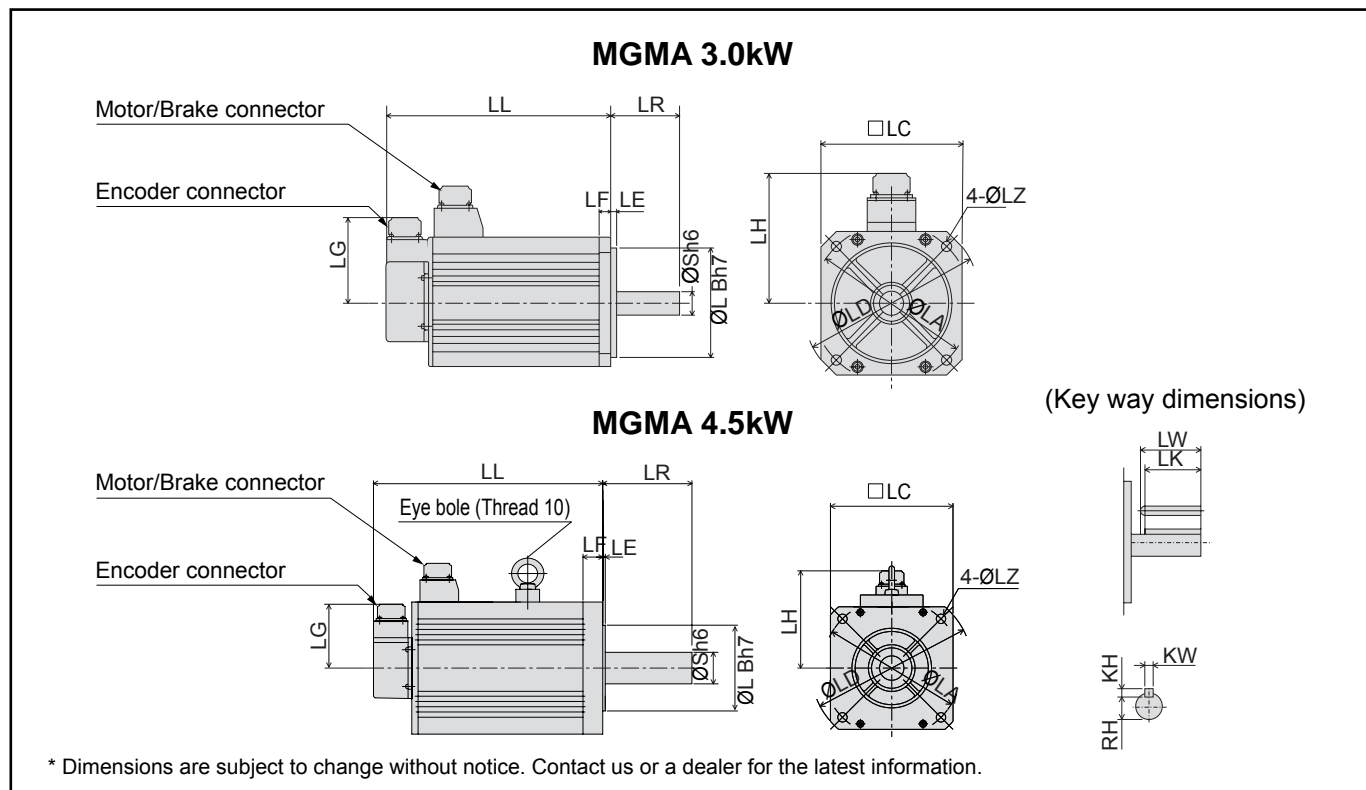 MGMA 3.0kW
Motor/Brake connector
LL
LR
□LC
Encoder connector
LF
LE
4-ØLZ
LG
LH
ØSh6
ØL Bh7
ØLD
ØLA
(Key way dimensions)
MGMA 4.5kW
LW
LK
Motor/Brake connector
LL
LR
□LC
Eye bole (Thread 10)
LF
LE
Encoder connector
4-ØLZ
LG
LH
ØSh6
ØL Bh7
ØLD
ØLA
KH
KW
RH
* Dimensions are subject to change without notice. Contact us or a dealer for the latest information.